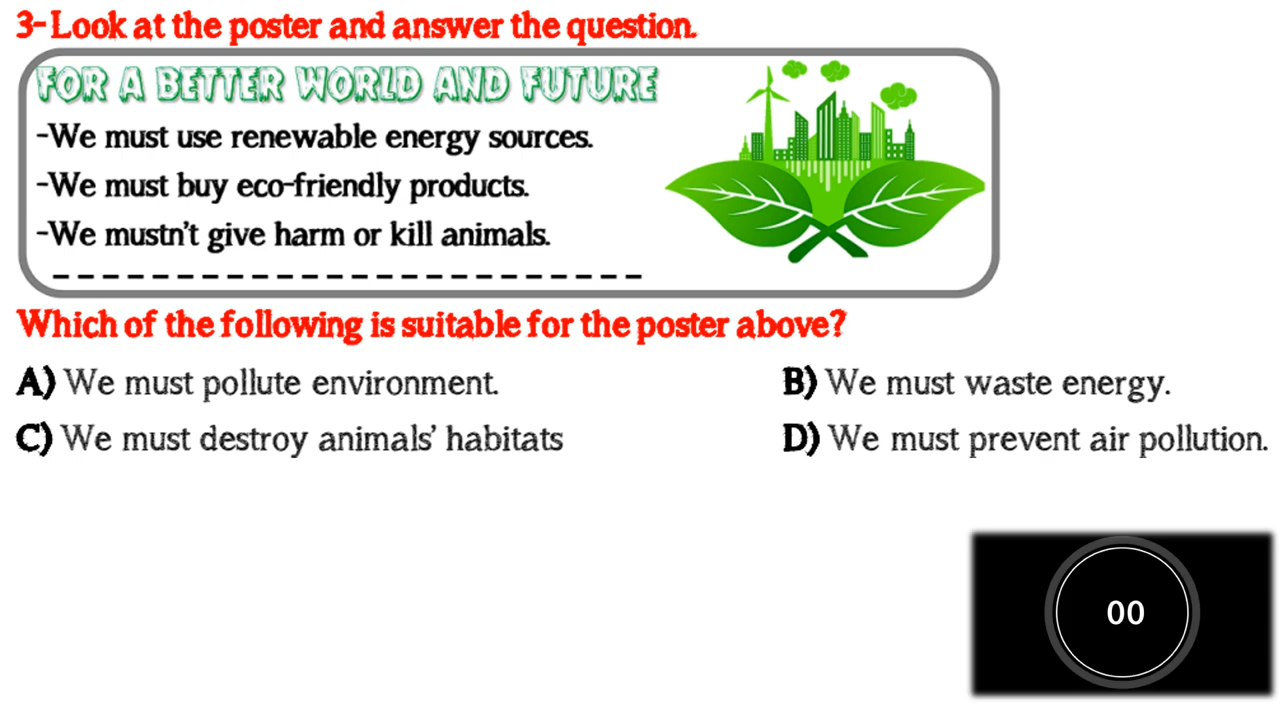 3- Look at the poster and answer the question.
FOR A BETTER WORLD AND FUTURE
-We must use renewable energy sources.
-We must buy eco-friendly products.
-We mustn't give harm or kill animals.
Which of the following is suitable for the poster above?
A) We must pollute environment.
B) We must waste energy.
C) We must destroy animals' habitats
D) We must prevent air pollution.
00